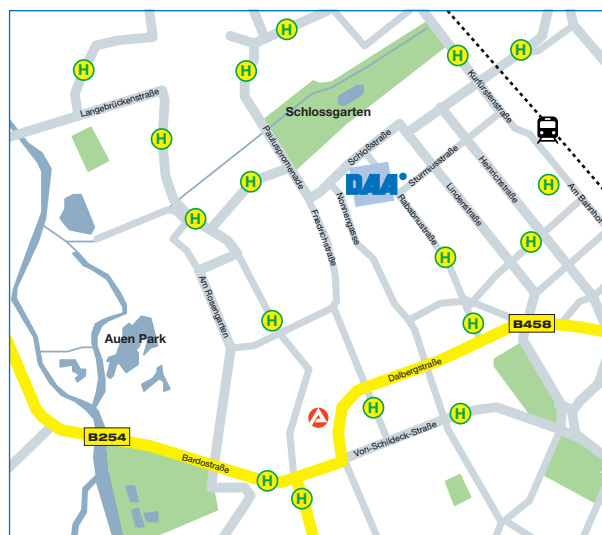 H
H
H
H
Kurfürstenstraße
Langebrückenstraße
H
Schlossgarten
H
Pauluspromenade
Schloßstraße
Sturmiusstraße
Heinrichstraße
H
DAA
H
Am Bahnhof
Lindenstraße
Nonnengasse
Rababnustraße
Friedrichstraße
H
H
H
Am Rosengarten
H
H
B458
Auen Park
Dalbergstraße
H
H
B254
Von-Schildeck-Straße
Bardostraße
H
H